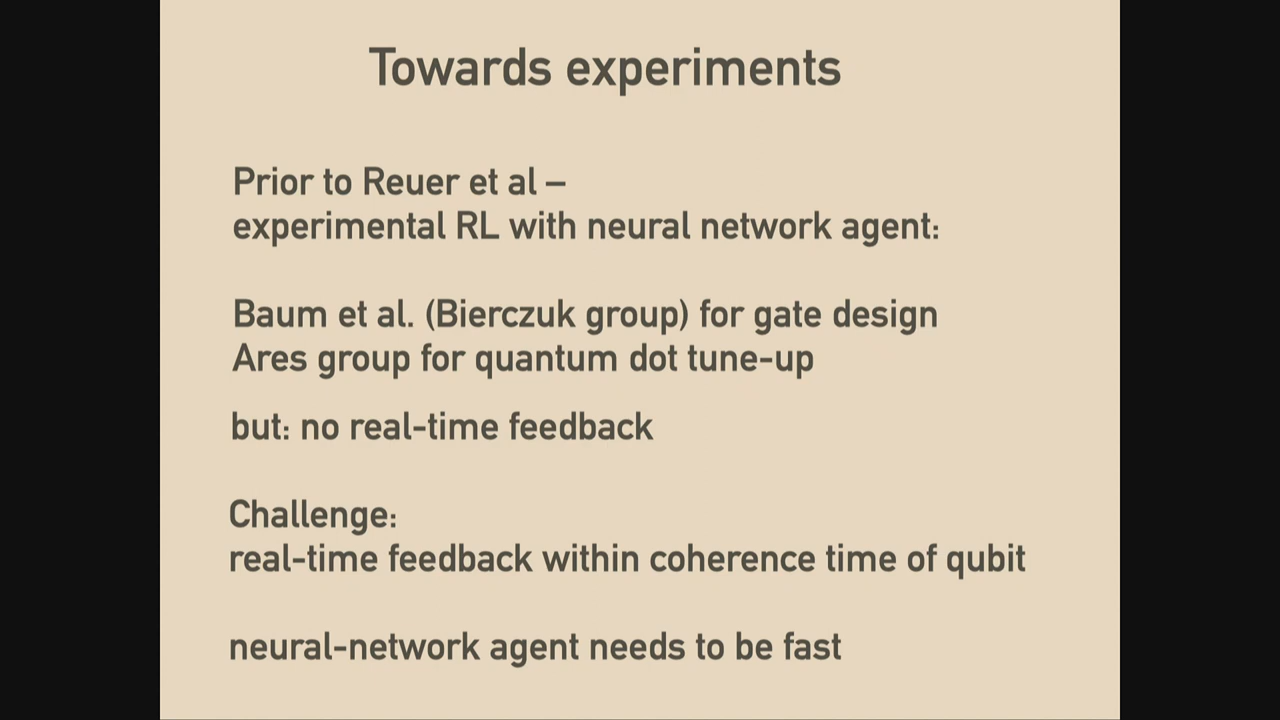 Towards experiments
Prior to Reuer et al –
experimental RL with neural network agent:
Baum et al. (Bierczuk group) for gate design
Ares group for quantum dot tune-up
but: no real-time feedback
Challenge:
real-time feedback within coherence time of qubit
neural-network agent needs to be fast